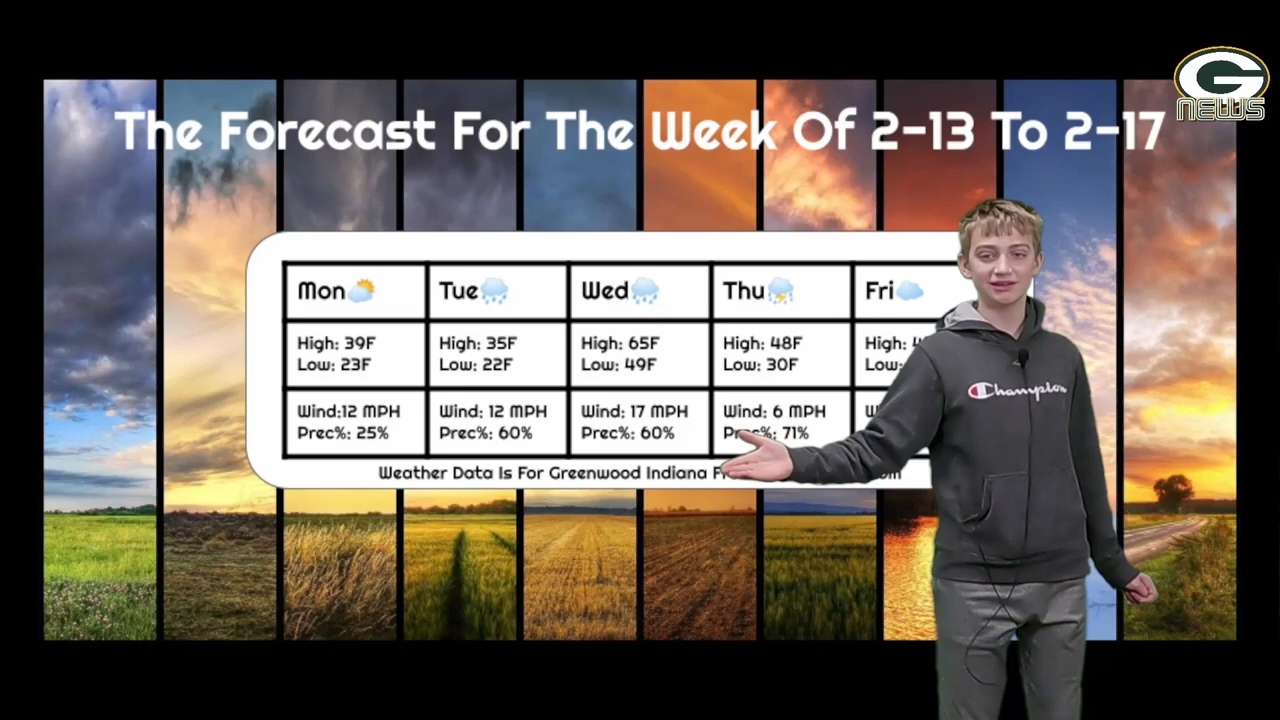 G
NEWS
The Forecast For The Week Of 2-13 To 2-17
Mon Tue Wed Thu Fri
High: 39F High: 35F High: 65F High: 48F High:
Low: 23F Low: 22F Low: 49F Low: 30F Low:
Wind:12 MPH Wind: 12 MPH Wind: 17 MPH Wind: 6 MPH
Prec%: 25% Prec%: 60% Prec%: 60% Prec%: 71%
Weather Data Is For Greenwood Indiana
Champion